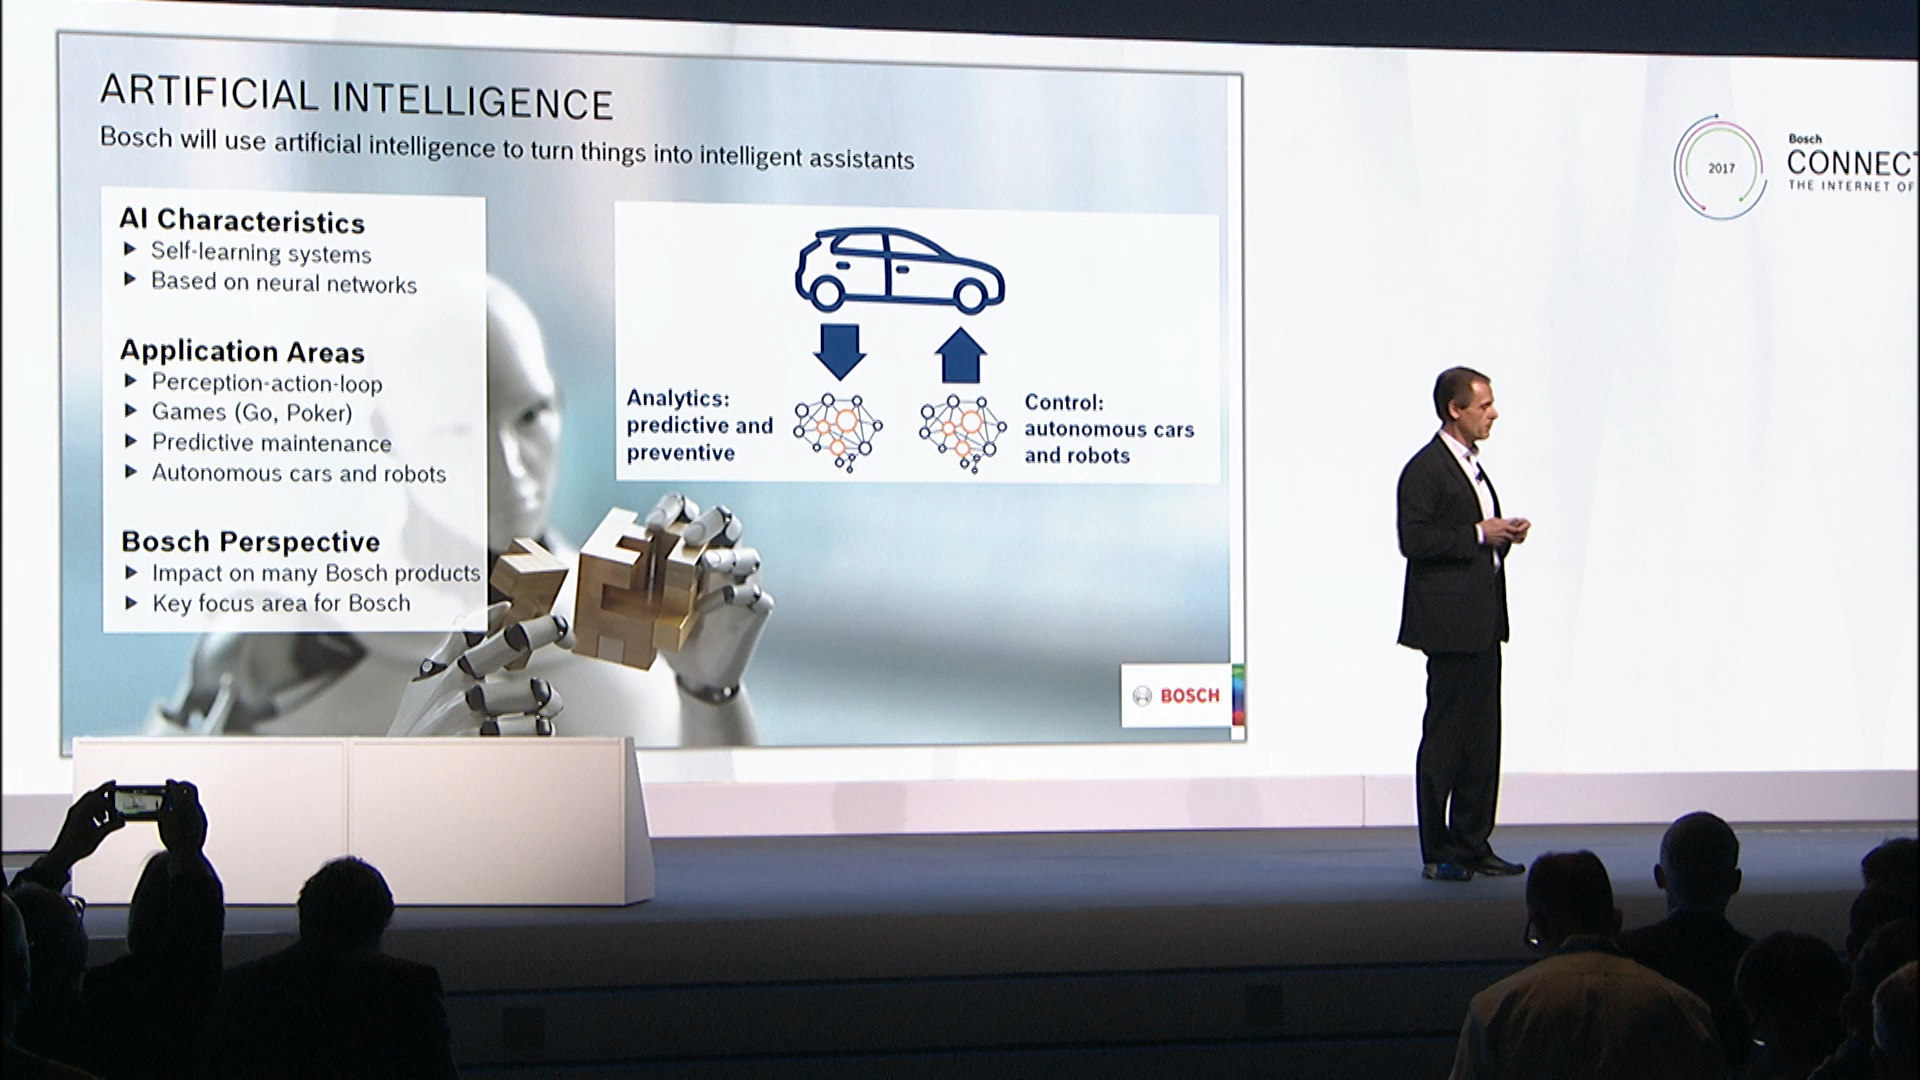 ARTIFICIAL INTELLIGENCE
Bosch will use artificial intelligence to turn things into intelligent assistants
AI Characteristics
Self-learning systems
Based on neural networks
Application Areas
Perception-action-loop
Games (Go, Poker)
Predictive maintenance
Autonomous cars and robots
Bosch Perspective
Impact on many Bosch products
Key focus area for Bosch
Analytics:
predictive and
preventive
Control:
autonomous cars
and robots
BOSCH
2017
Bosch
CONNECT
THE INTERNET OF